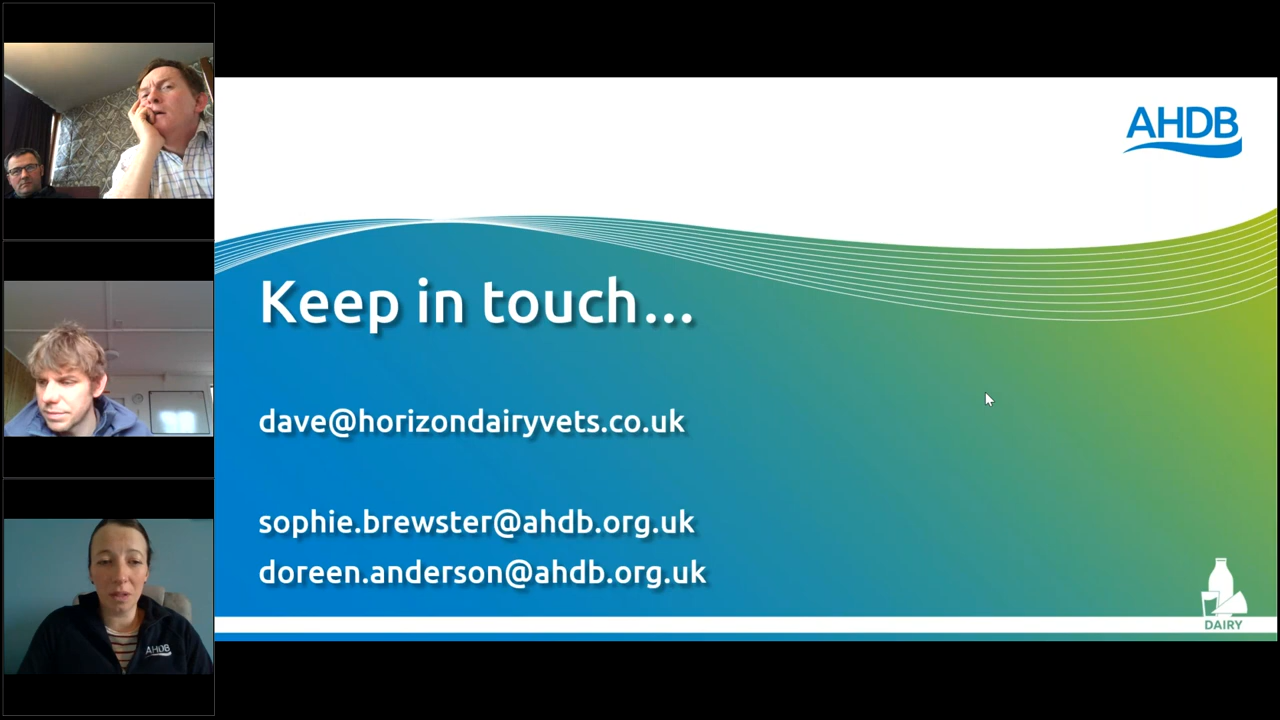 AHDB
Keep in touch...
dave@horizondairyvets.co.uk
sophie.brewster@ahdb.org.uk
doreen.anderson@ahdb.org.uk
DAIRY
AHDB